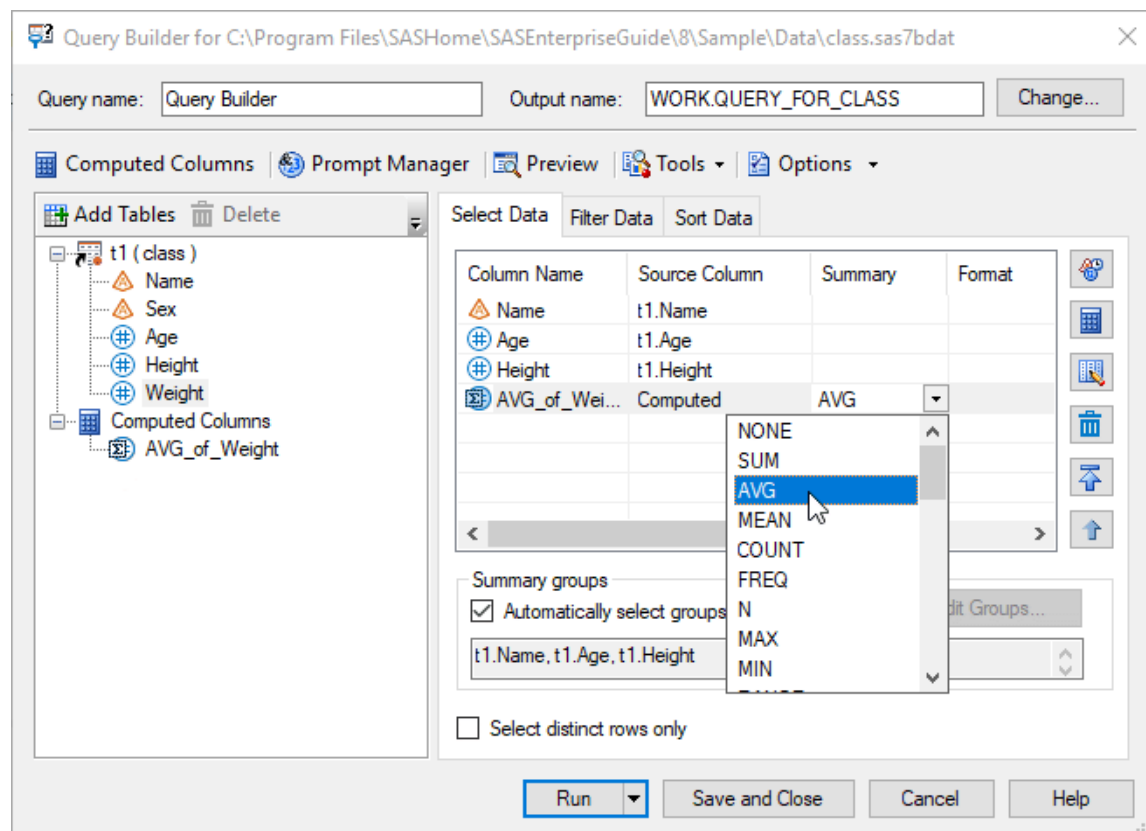 Query Builder for C:\Program Files\SASHome\SASEnterpriseGuide\8\Sample\Data\class.sas7bdat
Query name: Query Builder Output name: WORK.QUERY_FOR_CLASS Change...
Computed Columns Prompt Manager Preview Tools Options
Add Tables Delete
t1 ( class )
Name
Sex
Age
Height
Weight
Computed Columns
AVG_of_Weight
Select Data Filter Data Sort Data
Column Name Source Column Summary Format
Name t1.Name
Age t1.Age
Height t1.Height
AVG_of_Wei... Computed AVG
NONE
SUM
AVG
MEAN
COUNT
FREQ
N
MAX
MIN
Summary groups
Automatically select groups
t1.Name, t1.Age, t1.Height
Groups...
Select distinct rows only
Run Save and Close Cancel Help